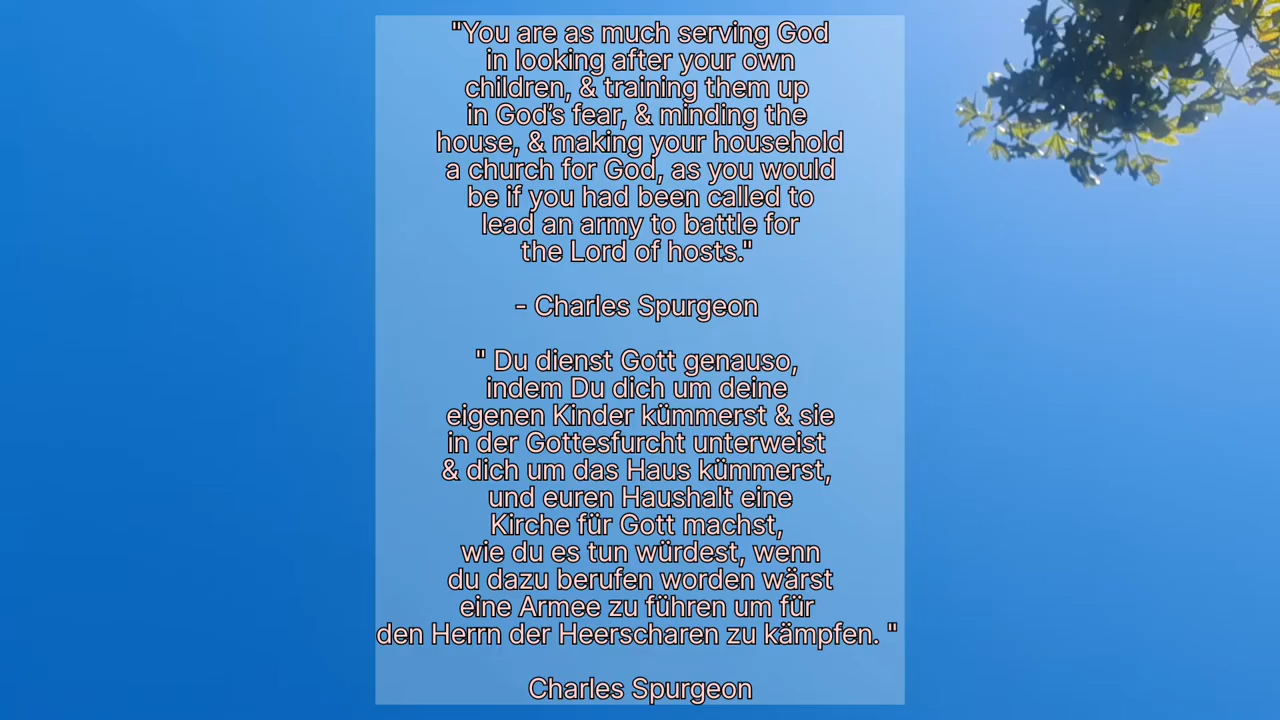 "You are as much serving God
in looking after your own
children, & training them up
in God's fear, & minding the
house, & making your household
a church for God, as you would
be if you had been called to
lead an army to battle for
the Lord of hosts."
- Charles Spurgeon
" Du dienst Gott genauso,
indem Du dich um deine
eigenen Kinder kümmerst & sie
in der Gottesfurcht unterweist
& dich um das Haus kümmerst,
und euren Haushalt eine
Kirche für Gott machst,
wie du es tun würdest, wenn
du dazu berufen worden wärst
eine Armee zu führen um für
den Herrn der Heerscharen zu kämpfen. "
Charles Spurgeon